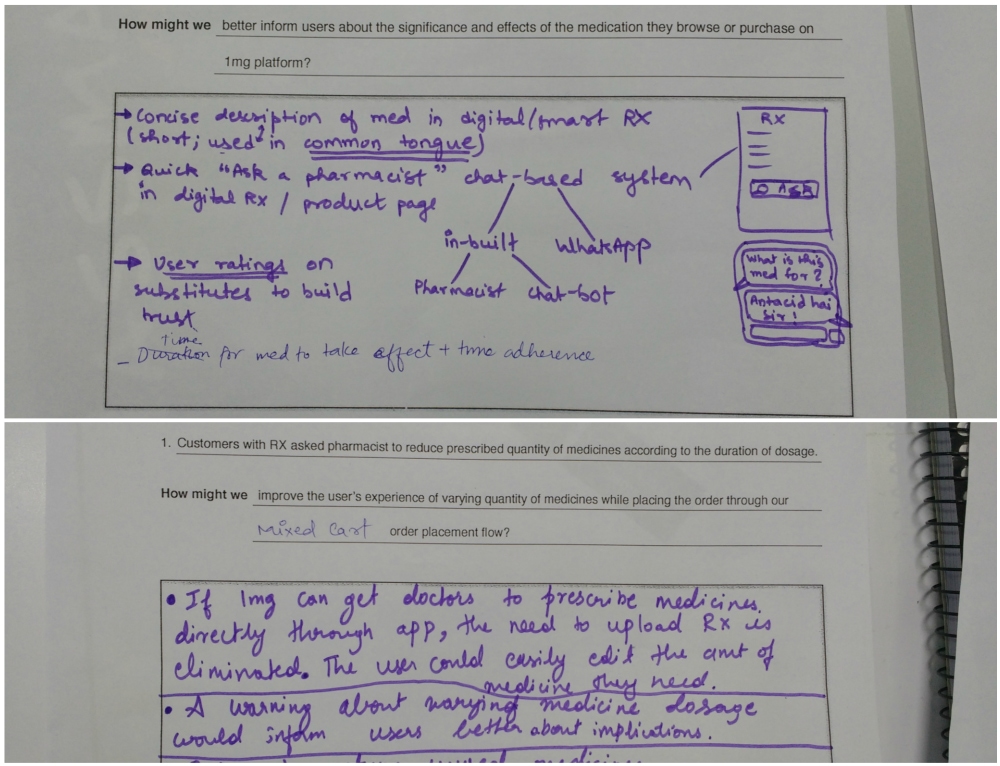 How might we better inform users about the significance and effects of the medication they browse or purchase on
1mg platform?
→ Concise description of med in digital/smart RX
(short; used in common tongue)
→ Quick "Ask a pharmacist" chat-based system
in digital Rx / product page
in-built WhatsApp
Pharmacist chat-bot
→ User ratings on
substitutes to build
trust
Time
– Duration for med to take effect + time adherence
RX
ASK
What is this
med for?
Antacid hai
sir!
1. Customers with RX asked pharmacist to reduce prescribed quantity of medicines according to the duration of dosage.
How might we improve the user's experience of varying quantity of medicines while placing the order through our
Mixed Cart order placement flow?
• If 1mg can get doctors to prescribe medicines
directly through app, the need to upload Rx is
eliminated. The user could easily edit the amt of
medicine they need.
• A warning about varying medicine dosage
would inform users better about implications.